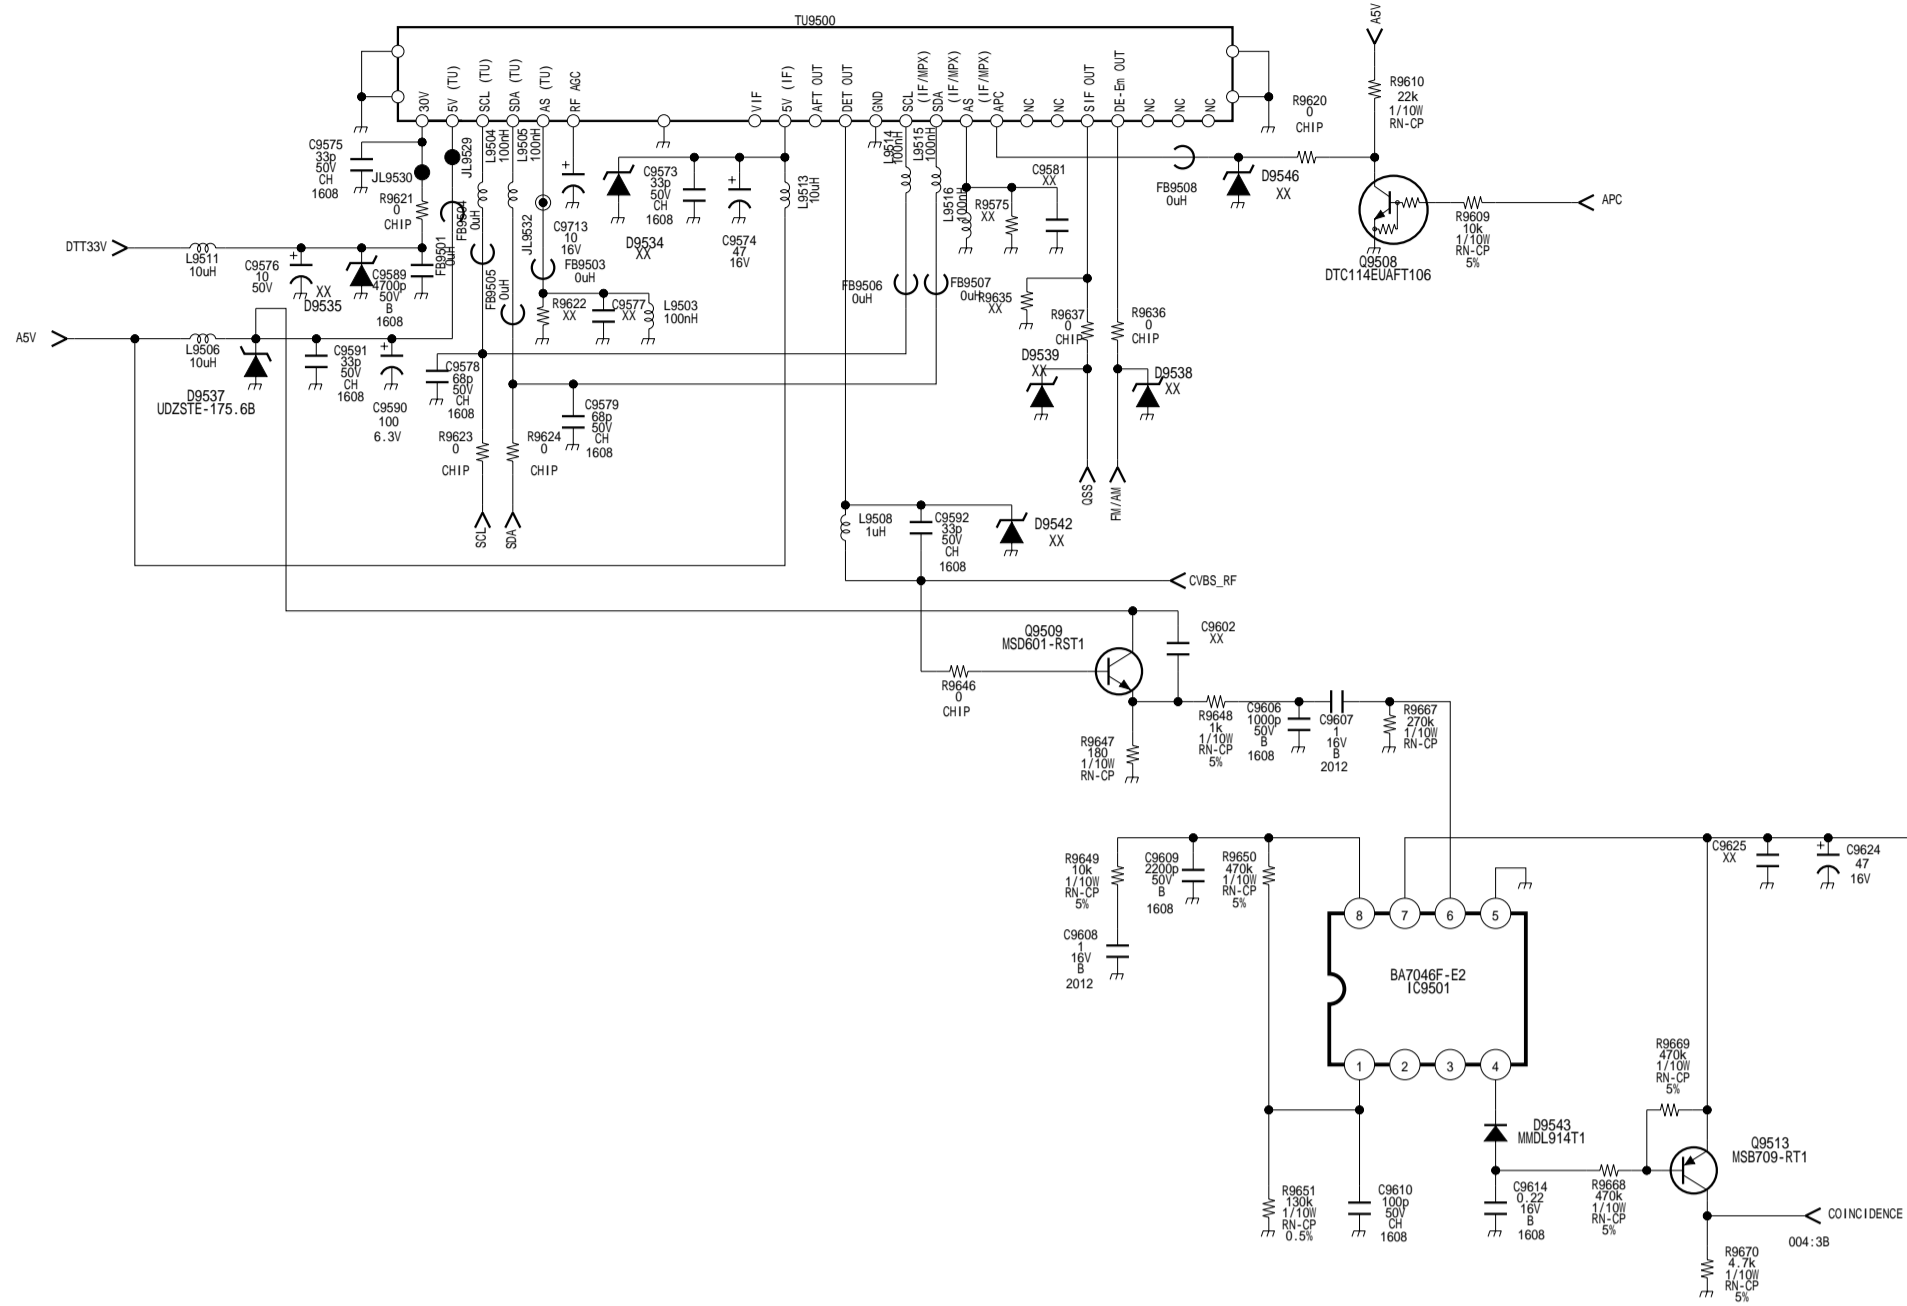 TU9500
30V
5V (TU)
SCL (TU)
SDA (TU)
AS (TU)
RF AGC
VIF
5V (IF)
AFT OUT
DET OUT
GND
SCL
(IF/MPX)
SDA
(IF/MPX)
AS
(IF/MPX)
APC
NC
NC
SIF OUT
DE-Em OUT
NC
NC
NC
A5V
R9610
22k
1/10W
RN-CP
R9620
0
CHIP
C9575
33p
50V
CH
1608
JL9530
JL9529
L9504
100nH
L9505
100nH
R9621
0
CHIP
FB9504
0uH
FB9501
0uH
FB9505
0uH
JL9532
C9713
10
16V
FB9503
0uH
D9534
XX
C9573
33p
50V
CH
1608
C9574
47
16V
L9513
10uH
L9514
100nH
L9515
100nH
L9516
100nH
R9575
XX
C9581
XX
FB9508
0uH
D9546
XX
Q9508
DTC114EUAFT106
R9609
10k
1/10W
RN-CP
5%
APC
DTT33V
L9511
10uH
C9576
10
50V
XX
D9535
C9589
4700p
50V
B
1608
R9622
XX
C9577
XX
L9503
100nH
FB9506
0uH
FB9507
0uH
R9635
XX
R9637
0
CHIP
R9636
0
CHIP
D9539
XX
D9538
XX
A5V
L9506
10uH
D9537
UDZSTE-175.6B
C9591
33p
50V
CH
1608
C9590
100
6.3V
C9578
68p
50V
CH
1608
C9579
68p
50V
CH
1608
R9623
0
CHIP
R9624
0
CHIP
SCL
SDA
QSS
FM/AM
L9508
1uH
C9592
33p
50V
CH
1608
D9542
XX
CVBS_RF
Q9509
MSD601-RST1
C9602
XX
R9646
0
CHIP
R9647
180
1/10W
RN-CP
R9648
1k
1/10W
RN-CP
5%
C9606
1000p
50V
B
1608
C9607
1
16V
B
2012
R9667
270k
1/10W
RN-CP
R9649
10k
1/10W
RN-CP
5%
C9609
2200p
50V
B
1608
R9650
470k
1/10W
RN-CP
5%
C9608
1
16V
B
2012
C9625
XX
C9624
47
16V
8
7
6
5
BA7046F-E2
IC9501
1
2
3
4
R9669
470k
1/10W
RN-CP
5%
D9543
MMDL914T1
Q9513
MSB709-RT1
R9651
130k
1/10W
RN-CP
0.5%
C9610
100p
50V
CH
1608
C9614
0.22
16V
B
1608
R9668
470k
1/10W
RN-CP
5%
COINCIDENCE
004:3B
R9670
4.7k
1/10W
RN-CP
5%